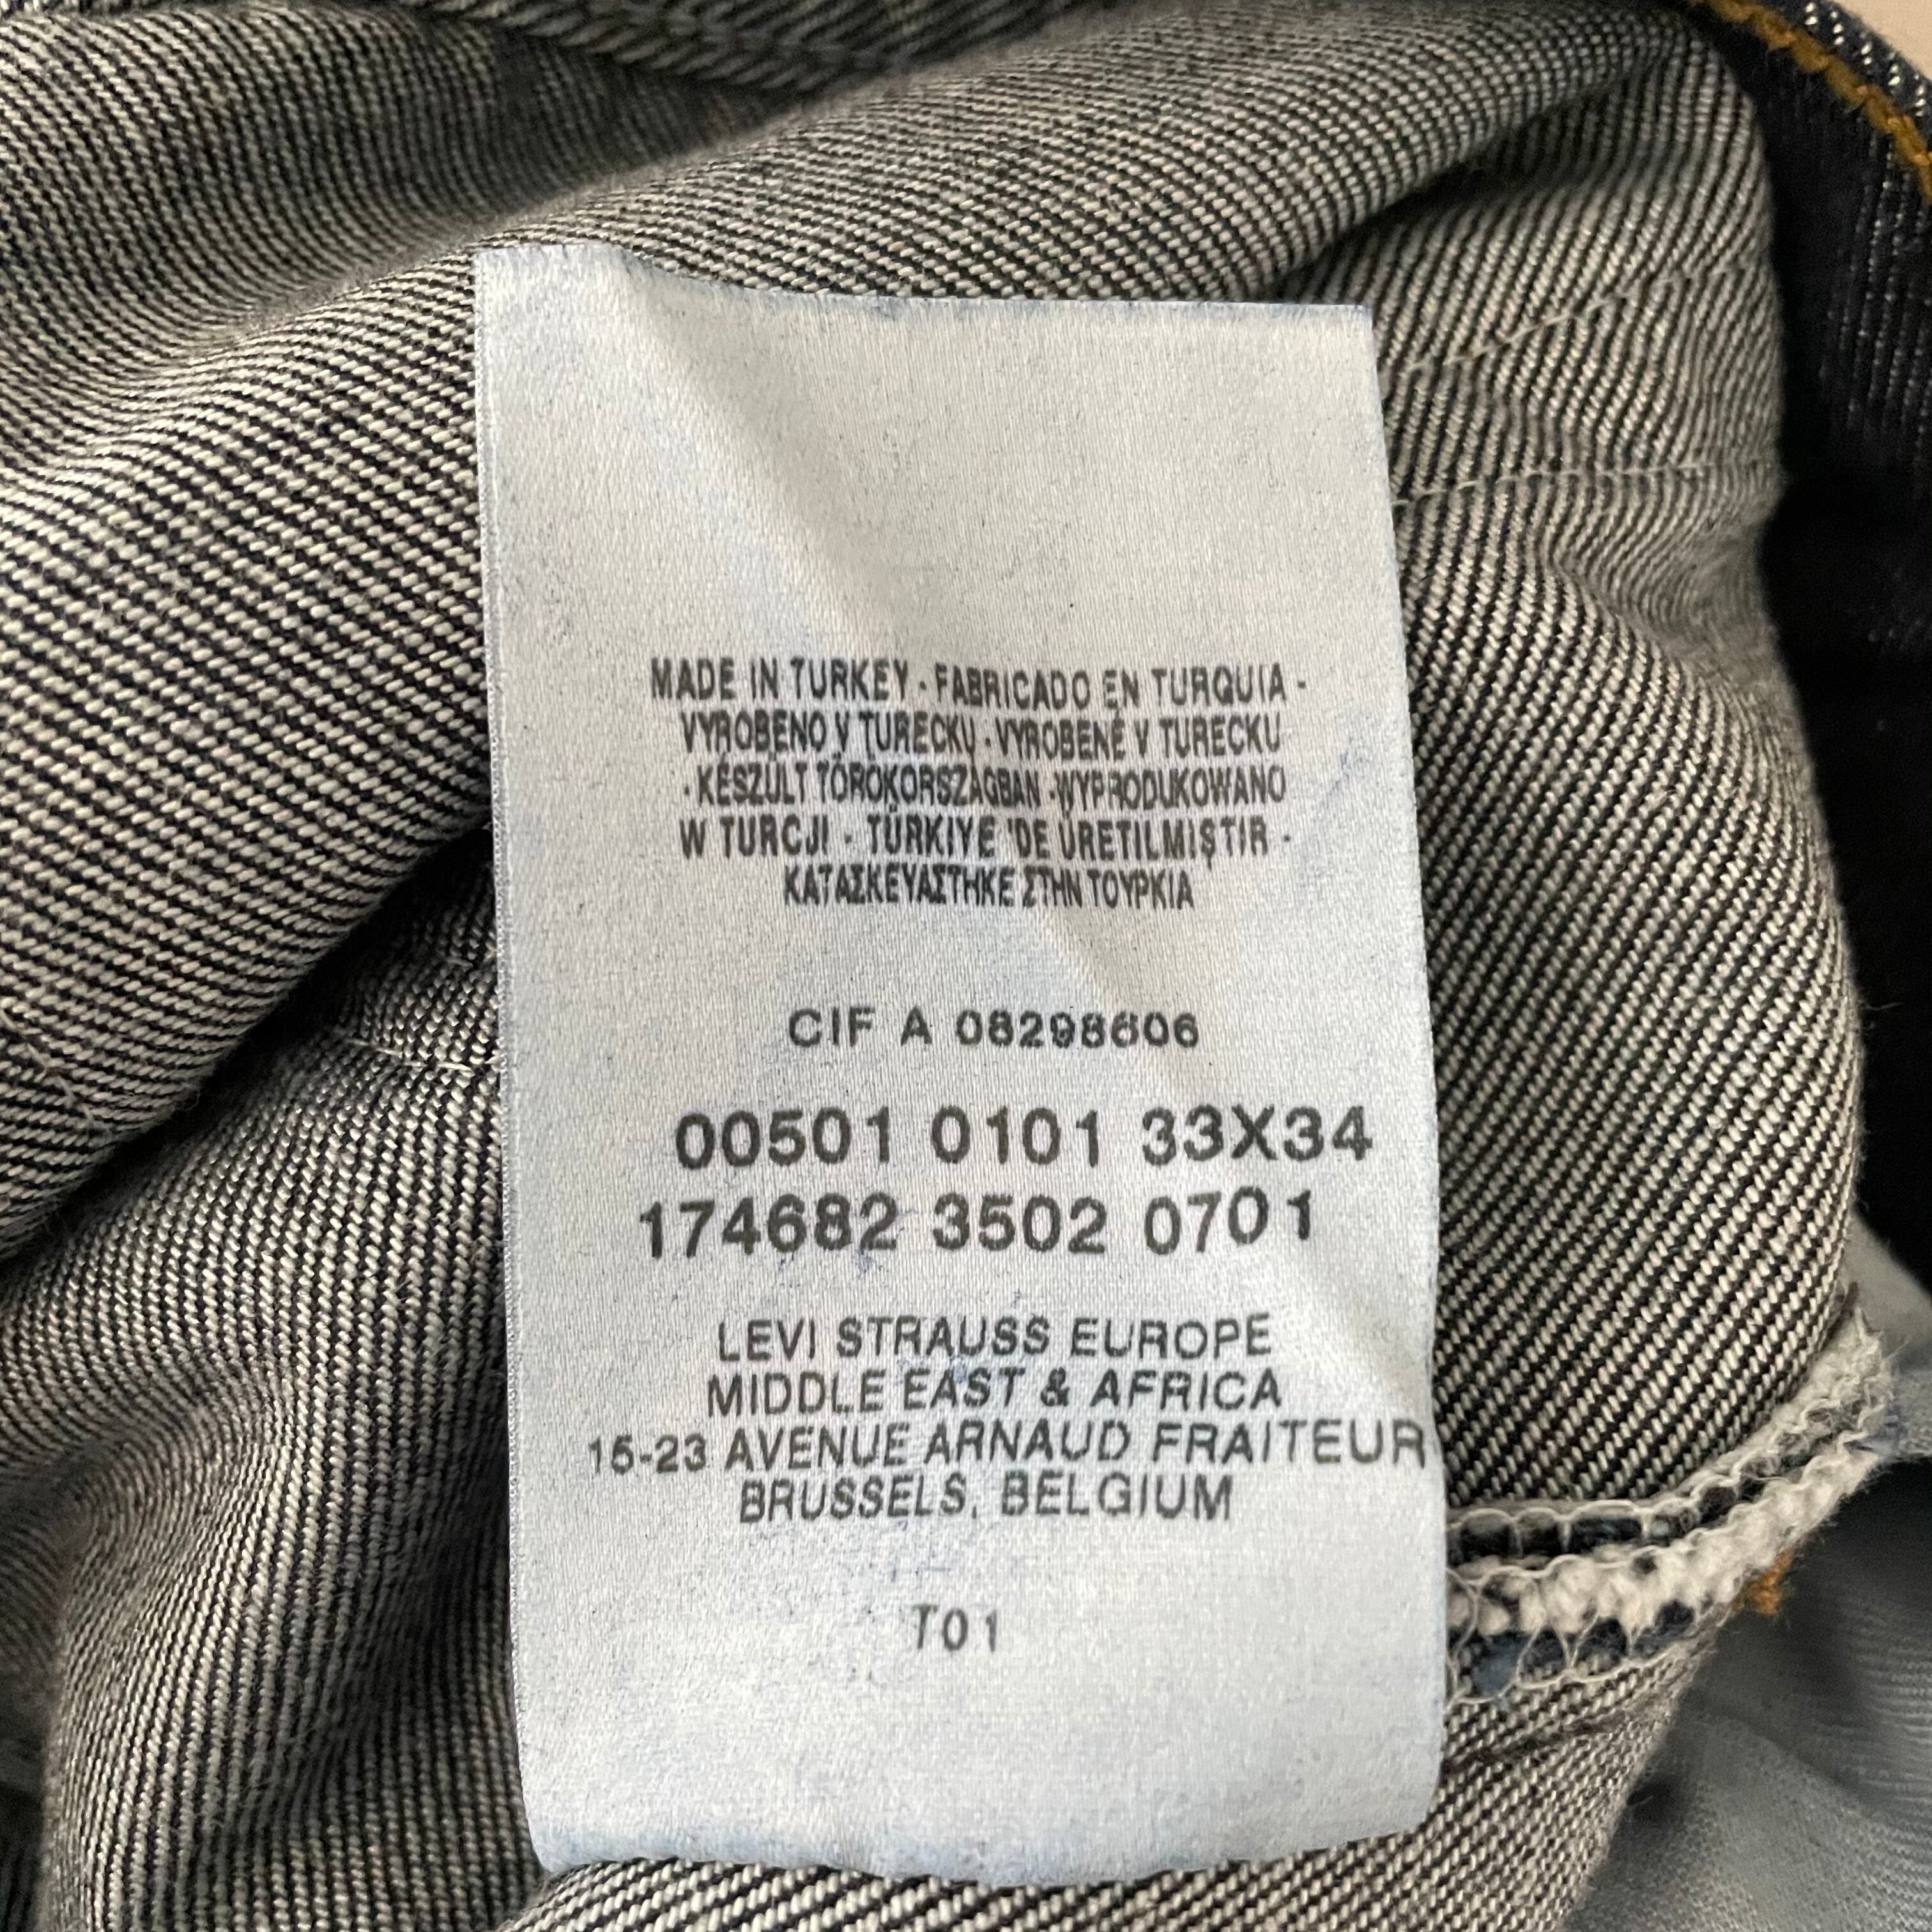 MADE IN TURKEY - FABRICADO EN TURQUIA -
VYROBENO V TURECKU - VYROBENÉ V TURECKU
- KÉSZÜLT TÖRÖKORSZÁGBAN - WYPRODUKOWANO
W TURCJI - TÜRKIYE 'DE ÜRETILMIŞTIR -
ΚΑΤΑΣΚΕΥΑΣΤΗΚΕ ΣΤΗΝ ΤΟΥΡΚΙΑ
CIF A 08298606
00501 0101 33X34
174682 3502 0701
LEVI STRAUSS EUROPE
MIDDLE EAST & AFRICA
15-23 AVENUE ARNAUD FRAITEUR
BRUSSELS, BELGIUM
T01